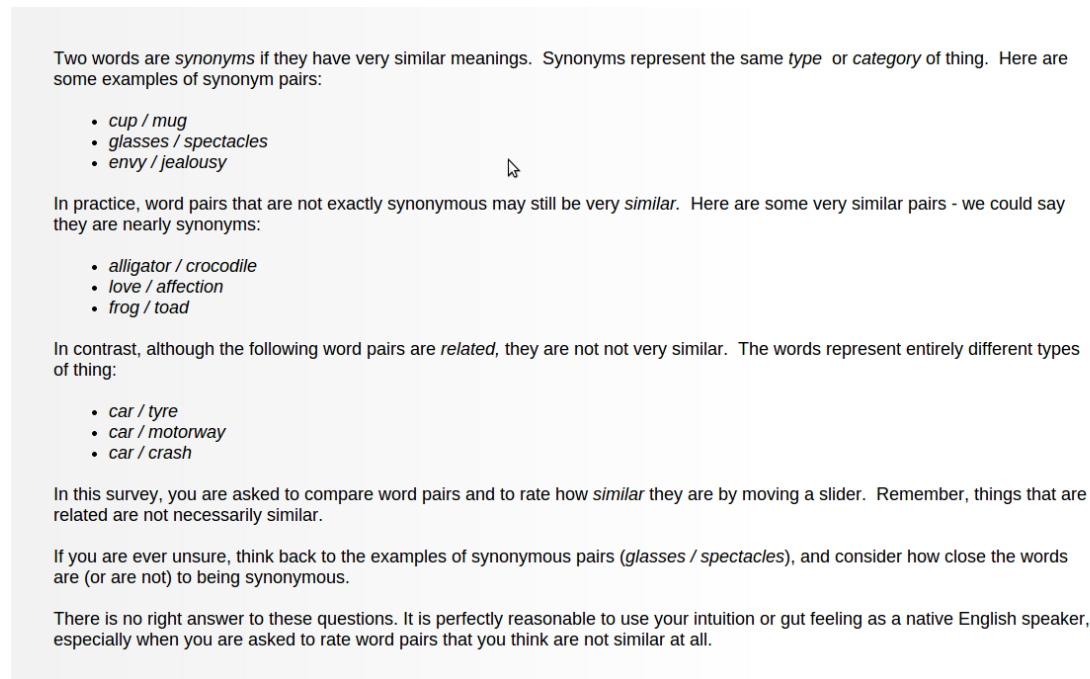 Two words are synonyms if they have very similar meanings.  Synonyms represent the same type  or category of thing.  Here are
some examples of synonym pairs:
• cup / mug
• glasses / spectacles
• envy / jealousy
In practice, word pairs that are not exactly synonymous may still be very similar.  Here are some very similar pairs - we could say
they are nearly synonyms:
• alligator / crocodile
• love / affection
• frog / toad
In contrast, although the following word pairs are related, they are not not very similar.  The words represent entirely different types
of thing:
• car / tyre
• car / motorway
• car / crash
In this survey, you are asked to compare word pairs and to rate how similar they are by moving a slider.  Remember, things that are
related are not necessarily similar.
If you are ever unsure, think back to the examples of synonymous pairs (glasses / spectacles), and consider how close the words
are (or are not) to being synonymous.
There is no right answer to these questions. It is perfectly reasonable to use your intuition or gut feeling as a native English speaker,
especially when you are asked to rate word pairs that you think are not similar at all.